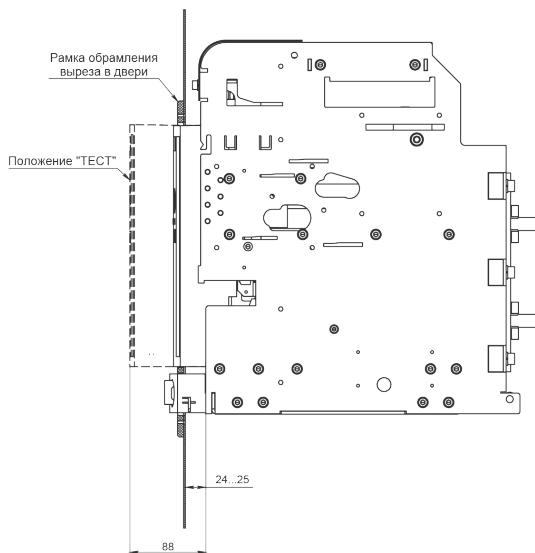 Рамка обрамления
выреза в двери
Положение "ТЕСТ"
24...25
88